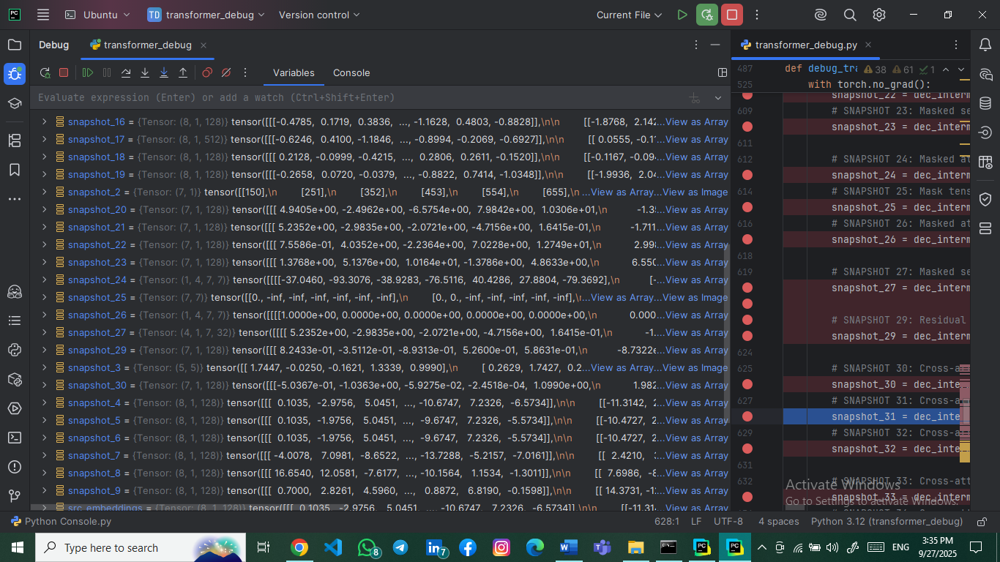 PC Ubuntu TD transformer_debug Version control Current File
Debug transformer_debug
Variables Console
Evaluate expression (Enter) or add a watch (Ctrl+Shift+Enter)
snapshot_16 = {Tensor: (8, 1, 128)} tensor([[[-0.4785, 0.1719, 0.3836, ..., -1.1628, 0.4803, -0.8828]],\n\n [[-1.8768, 2.142...View as Array
snapshot_17 = {Tensor: (8, 1, 512)} tensor([[[-0.6246, 0.4100, -1.1846, ..., -0.8994, -0.2069, -0.6927]],\n\n [[ 0.0555, -0.1...View as Array
snapshot_18 = {Tensor: (8, 1, 128)} tensor([[[ 0.2128, -0.0999, -0.4215, ..., 0.2806, 0.2611, -0.1520]],\n\n [[-0.1167, -0.09...View as Array
snapshot_19 = {Tensor: (8, 1, 128)} tensor([[[-0.2658, 0.0720, -0.0379, ..., -0.8822, 0.7414, -1.0348]],\n\n [[-1.9936, 2.04...View as Array
snapshot_2 = {Tensor: (7, 1)} tensor([[150],\n [251],\n [352],\n [453],\n [554],\n [655],\n ...View as Array...View as Image
snapshot_20 = {Tensor: (7, 1, 128)} tensor([[[ 4.9405e+00, -2.4962e+00, -6.5754e+00, 7.9842e+00, 1.0306e+01,\n -1.3...View as Array
snapshot_21 = {Tensor: (7, 1, 128)} tensor([[[ 5.2352e+00, -2.9835e+00, -2.0721e+00, -4.7156e+00, 1.6415e-01,\n -1.711...View as Array
snapshot_22 = {Tensor: (7, 1, 128)} tensor([[[ 7.5586e-01, 4.0352e+00, -2.2364e+00, 7.0228e+00, 1.2749e+01,\n 2.99...View as Array
snapshot_23 = {Tensor: (7, 1, 128)} tensor([[[ 1.3768e+00, 5.1376e+00, 1.0164e+01, -1.3786e+00, 4.8633e+00,\n 6.550...View as Array
snapshot_24 = {Tensor: (1, 4, 7, 7)} tensor([[[[-37.0460, -93.3076, -38.9283, -76.5116, 40.4286, 27.8804, -79.3692],\n [-...View as Array
snapshot_25 = {Tensor: (7, 7)} tensor([[0., -inf, -inf, -inf, -inf, -inf, -inf],\n [0., 0., -inf, -inf, -inf, -inf, -inf],\...View as Array...View as Image
snapshot_26 = {Tensor: (1, 4, 7, 7)} tensor([[[[1.0000e+00, 0.0000e+00, 0.0000e+00, 0.0000e+00, 0.0000e+00,\n 0.000...View as Array
snapshot_27 = {Tensor: (4, 1, 7, 32)} tensor([[[[ 5.2352e+00, -2.9835e+00, -2.0721e+00, -4.7156e+00, 1.6415e-01,\n -1....View as Array
snapshot_29 = {Tensor: (7, 1, 128)} tensor([[[ 8.2433e-01, -3.5112e-01, -8.9313e-01, 5.2600e-01, 5.8631e-01,\n -8.7322e...View as Array
snapshot_3 = {Tensor: (5, 5)} tensor([[ 1.7447, -0.0250, -0.1621, 1.3339, 0.9990],\n [ 0.2629, 1.7427, 0.2...View as Array...View as Image
snapshot_30 = {Tensor: (7, 1, 128)} tensor([[[-5.0367e-01, -1.0363e+00, -5.9275e-02, -2.4518e-04, 1.0990e+00,\n 1.982...View as Array
snapshot_4 = {Tensor: (8, 1, 128)} tensor([[[ 0.1035, -2.9756, 5.0451, ..., -10.6747, 7.2326, -6.5734]],\n\n [[-11.3142, 2...View as Array
snapshot_5 = {Tensor: (8, 1, 128)} tensor([[[ 0.1035, -1.9756, 5.0451, ..., -9.6747, 7.2326, -5.5734]],\n\n [[-10.4727, 2...View as Array
snapshot_6 = {Tensor: (8, 1, 128)} tensor([[[ 0.1035, -1.9756, 5.0451, ..., -9.6747, 7.2326, -5.5734]],\n\n [[-10.4727, 2...View as Array
snapshot_7 = {Tensor: (8, 1, 128)} tensor([[[ -4.0078, 7.0981, -8.6522, ..., -13.7288, -5.2157, -7.0161]],\n\n [[ 2.4210, ...View as Array
snapshot_8 = {Tensor: (8, 1, 128)} tensor([[[ 16.6540, 12.0581, -7.6177, ..., -10.1564, 1.1534, -1.3011]],\n\n [[ 7.6986, -8...View as Array
snapshot_9 = {Tensor: (8, 1, 128)} tensor([[[ 0.7000, 2.8261, 4.5960, ..., 0.8872, 6.8190, -0.1598]],\n\n [[ 14.3731, -1...View as Array
src_embeddings = {Tensor: (8, 1, 128)} tensor([[[ 0.1035, -2.9756, 5.0451, ..., -10.6747, 7.2326, -6.5734]],\n\n [[-11.31...View as Array
transformer_debug.py
487 def debug_tra 38 61 1
525 with torch.no_grad():
snapshot_22 = dec_interm
609 # SNAPSHOT 23: Masked se
snapshot_23 = dec_interm
611
612 # SNAPSHOT 24: Masked at
snapshot_24 = dec_interm
# SNAPSHOT 25: Mask tens
snapshot_25 = dec_interm
616 # SNAPSHOT 26: Masked at
snapshot_26 = dec_interm
618
619 # SNAPSHOT 27: Masked se
snapshot_27 = dec_interm
# SNAPSHOT 29: Residual
snapshot_29 = dec_interm
624
625 # SNAPSHOT 30: Cross-at
snapshot_30 = dec_inte
627 # SNAPSHOT 31: Cross-a
snapshot_31 = dec_inte
629 # SNAPSHOT 32: Cross-at
snapshot_32 = dec_inte
631
632 # SNAPSHOT 33: Cross-att
snapshot_33 = dec_interm
Activate Windows
Go to Settings to activate Windows.
Python Console.py 628:1 LF UTF-8 4 spaces Python 3.12 (transformer_debug)
Type here to search 8 7 ENG 3:35 PM
9/27/2025